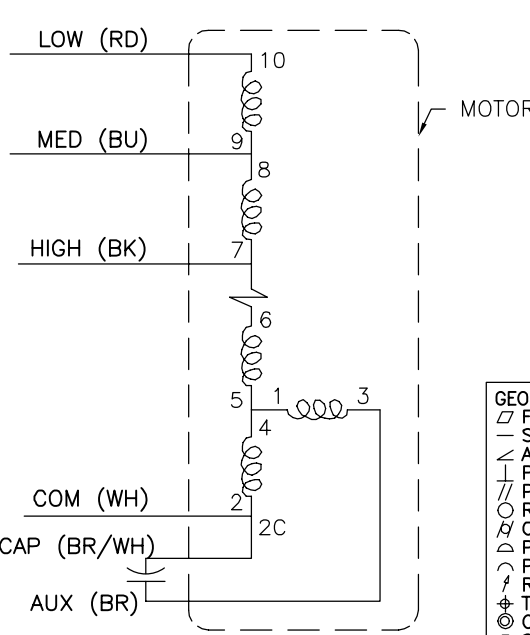 LOW (RD)
10
MOTOR
MED (BU)
9
8
HIGH (BK)
7
6
5
1
3
4
COM (WH)
2
2C
CAP (BR/WH)
AUX (BR)
GEO
F
S
A
P
P
R
C
P
P
R
T
C